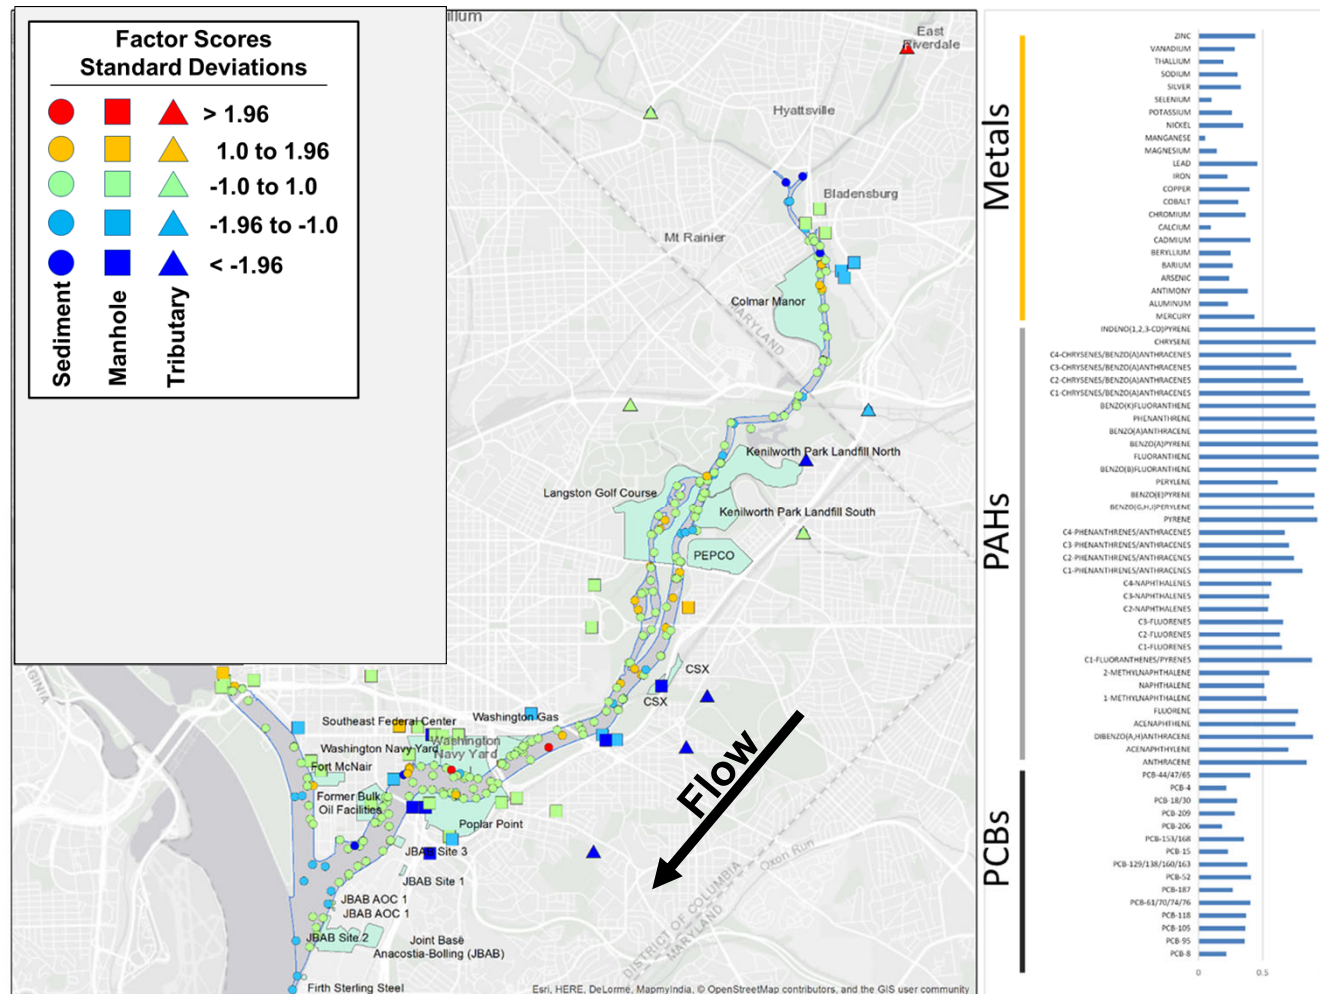 illum
East
Riverdale
Hyattsville
Bladensburg
Mt Rainier
Colmar Manor
MARYLAND
Factor Scores
Standard Deviations
> 1.96
1.0 to 1.96
-1.0 to 1.0
-1.96 to -1.0
< -1.96
Sediment
Manhole
Tributary
Kenilworth Park Landfill North
Langston Golf Course
Kenilworth Park Landfill South
PEPCO
CSX
CSX
VIRGINIA
Southeast Federal Center
Washington Gas
Washington Navy Yard
Washington
Navy Yard
Fort McNair
Former Bulk
Oil Facilities
Poplar Point
JBAB Site 3
JBAB Site 1
JBAB AOC 1
JBAB AOC 1
JBAB Site 2
Joint Base
Anacostia-Bolling (JBAB)
Firth Sterling Steel
Flow
Oxon Run
DISTRICT OF COLUMBIA
MARYLAND
Esri, HERE, DeLorme, MapmyIndia, © OpenStreetMap contributors, and the GIS user community
Metals
ZINC
VANADIUM
THALLIUM
SODIUM
SILVER
SELENIUM
POTASSIUM
NICKEL
MANGANESE
MAGNESIUM
LEAD
IRON
COPPER
COBALT
CHROMIUM
CALCIUM
CADMIUM
BERYLLIUM
BARIUM
ARSENIC
ANTIMONY
ALUMINUM
MERCURY
PAHs
INDENO(1,2,3-CD)PYRENE
CHRYSENE
C4-CHRYSENES/BENZO(A)ANTHRACENES
C3-CHRYSENES/BENZO(A)ANTHRACENES
C2-CHRYSENES/BENZO(A)ANTHRACENES
C1-CHRYSENES/BENZO(A)ANTHRACENES
BENZO(K)FLUORANTHENE
PHENANTHRENE
BENZO(A)ANTHRACENE
BENZO(A)PYRENE
FLUORANTHENE
BENZO(B)FLUORANTHENE
PERYLENE
BENZO(E)PYRENE
BENZO(G,H,I)PERYLENE
PYRENE
C4-PHENANTHRENES/ANTHRACENES
C3-PHENANTHRENES/ANTHRACENES
C2-PHENANTHRENES/ANTHRACENES
C1-PHENANTHRENES/ANTHRACENES
C4-NAPHTHALENES
C3-NAPHTHALENES
C2-NAPHTHALENES
C3-FLUORENES
C2-FLUORENES
C1-FLUORENES
C1-FLUORANTHENES/PYRENES
2-METHYLNAPHTHALENE
NAPHTHALENE
1-METHYLNAPHTHALENE
FLUORENE
ACENAPHTHENE
DIBENZO(A,H)ANTHRACENE
ACENAPHTHYLENE
ANTHRACENE
PCBs
PCB-44/47/65
PCB-4
PCB-18/30
PCB-209
PCB-206
PCB-153/168
PCB-15
PCB-129/138/160/163
PCB-52
PCB-187
PCB-61/70/74/76
PCB-118
PCB-105
PCB-95
PCB-8
0
0.5